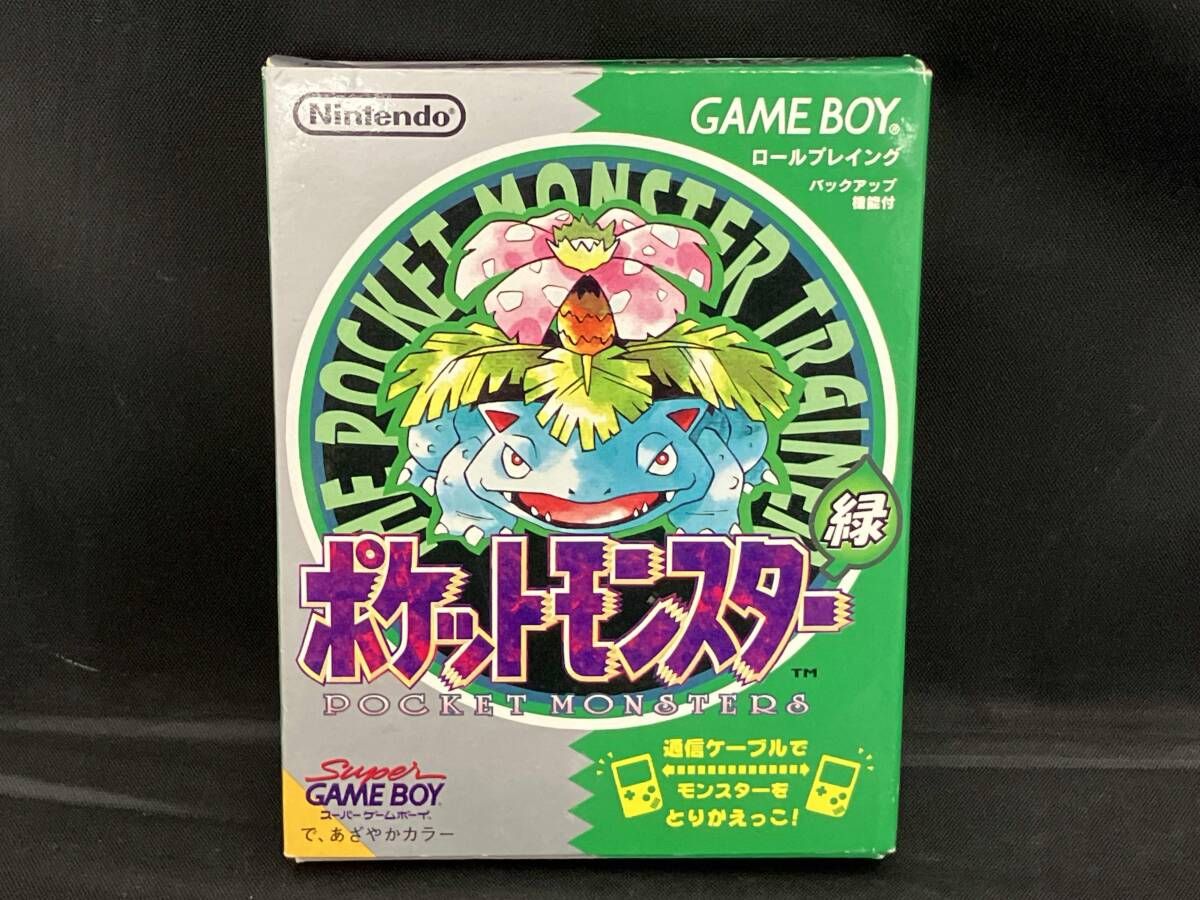 Nintendo®
GAME BOY®
ロールプレイング
バックアップ
機能付
POCKET MONSTER TRAINE
緑
ポケットモンスター
TM
POCKET MONSTERS
Super
GAME BOY
スーパーゲームボーイ
で、あざやかカラー
通信ケーブルで
モンスターを
とりかえっこ!